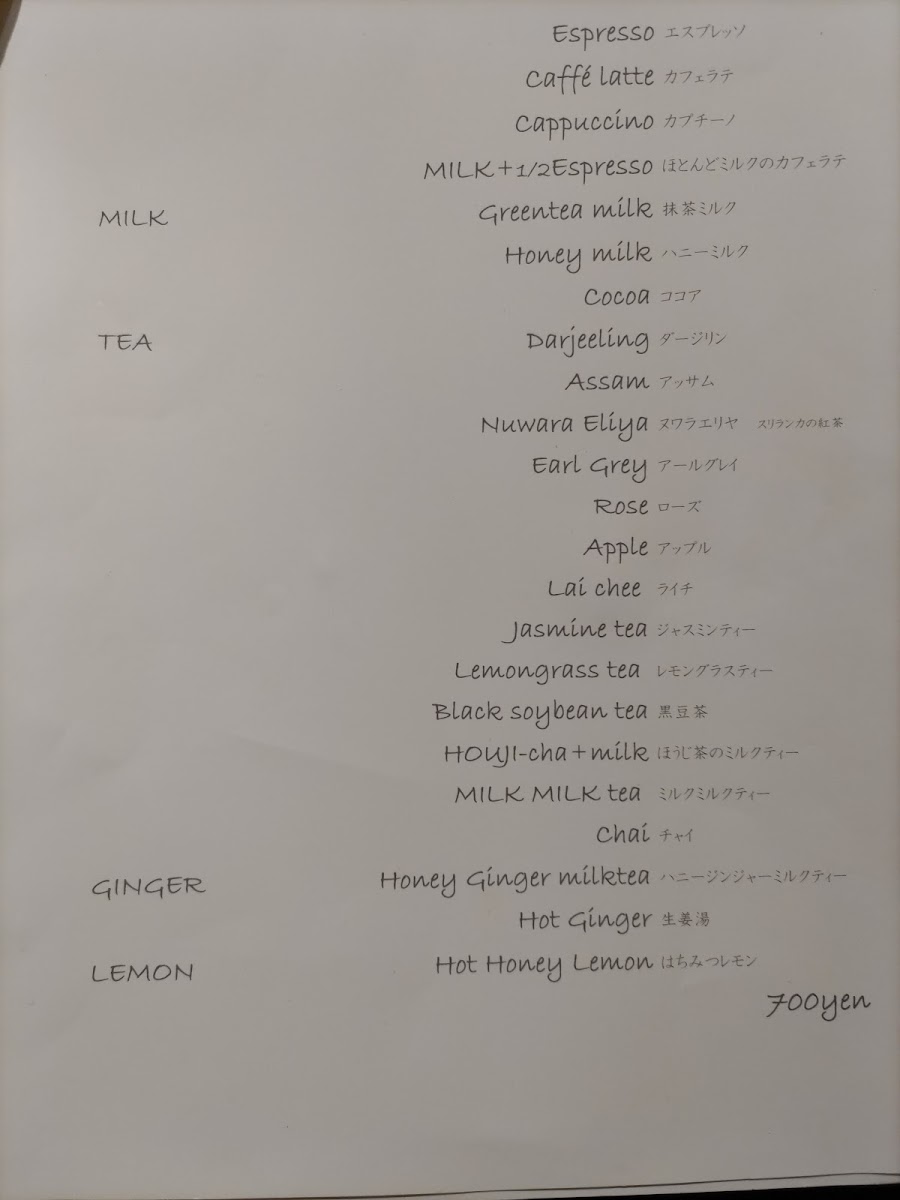 Espresso エスプレッソ
Caffé latte カフェラテ
Cappuccino カプチーノ
MILK+1/2Espresso ほとんどミルクのカフェラテ
MILK Greentea milk 抹茶ミルク
Honey milk ハニーミルク
Cocoa ココア
TEA Darjeeling ダージリン
Assam アッサム
Nuwara Eliya ヌワラエリヤ スリランカの紅茶
Earl Grey アールグレイ
Rose ローズ
Apple アップル
Lai chee ライチ
Jasmine tea ジャスミンティー
Lemongrass tea レモングラスティー
Black soybean tea 黒豆茶
HOUJI-cha+milk ほうじ茶のミルクティー
MILK MILK tea ミルクミルクティー
Chai チャイ
GINGER Honey Ginger milktea ハニージンジャーミルクティー
Hot Ginger 生姜湯
LEMON Hot Honey Lemon はちみつレモン
700yen